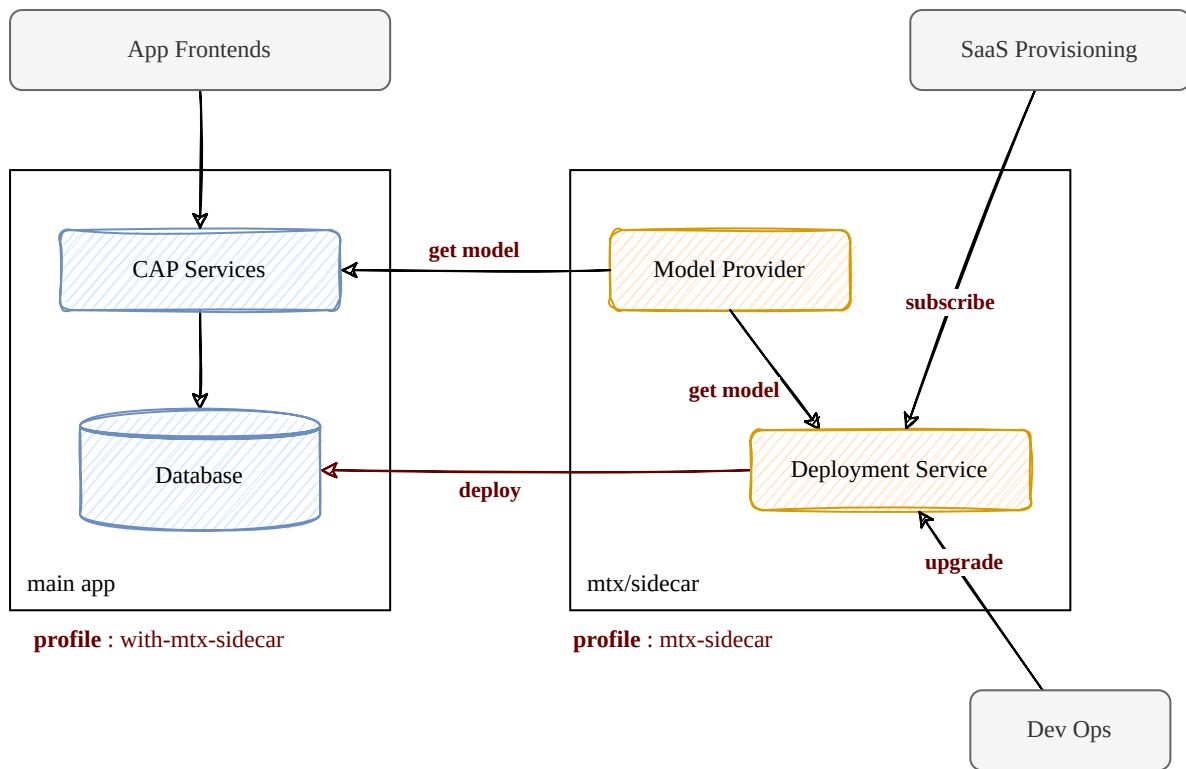 App Frontends
SaaS Provisioning
CAP Services
get model
Model Provider
subscribe
get model
Database
deploy
Deployment Service
upgrade
main app
mtx/sidecar
profile : with-mtx-sidecar
profile : mtx-sidecar
Dev Ops